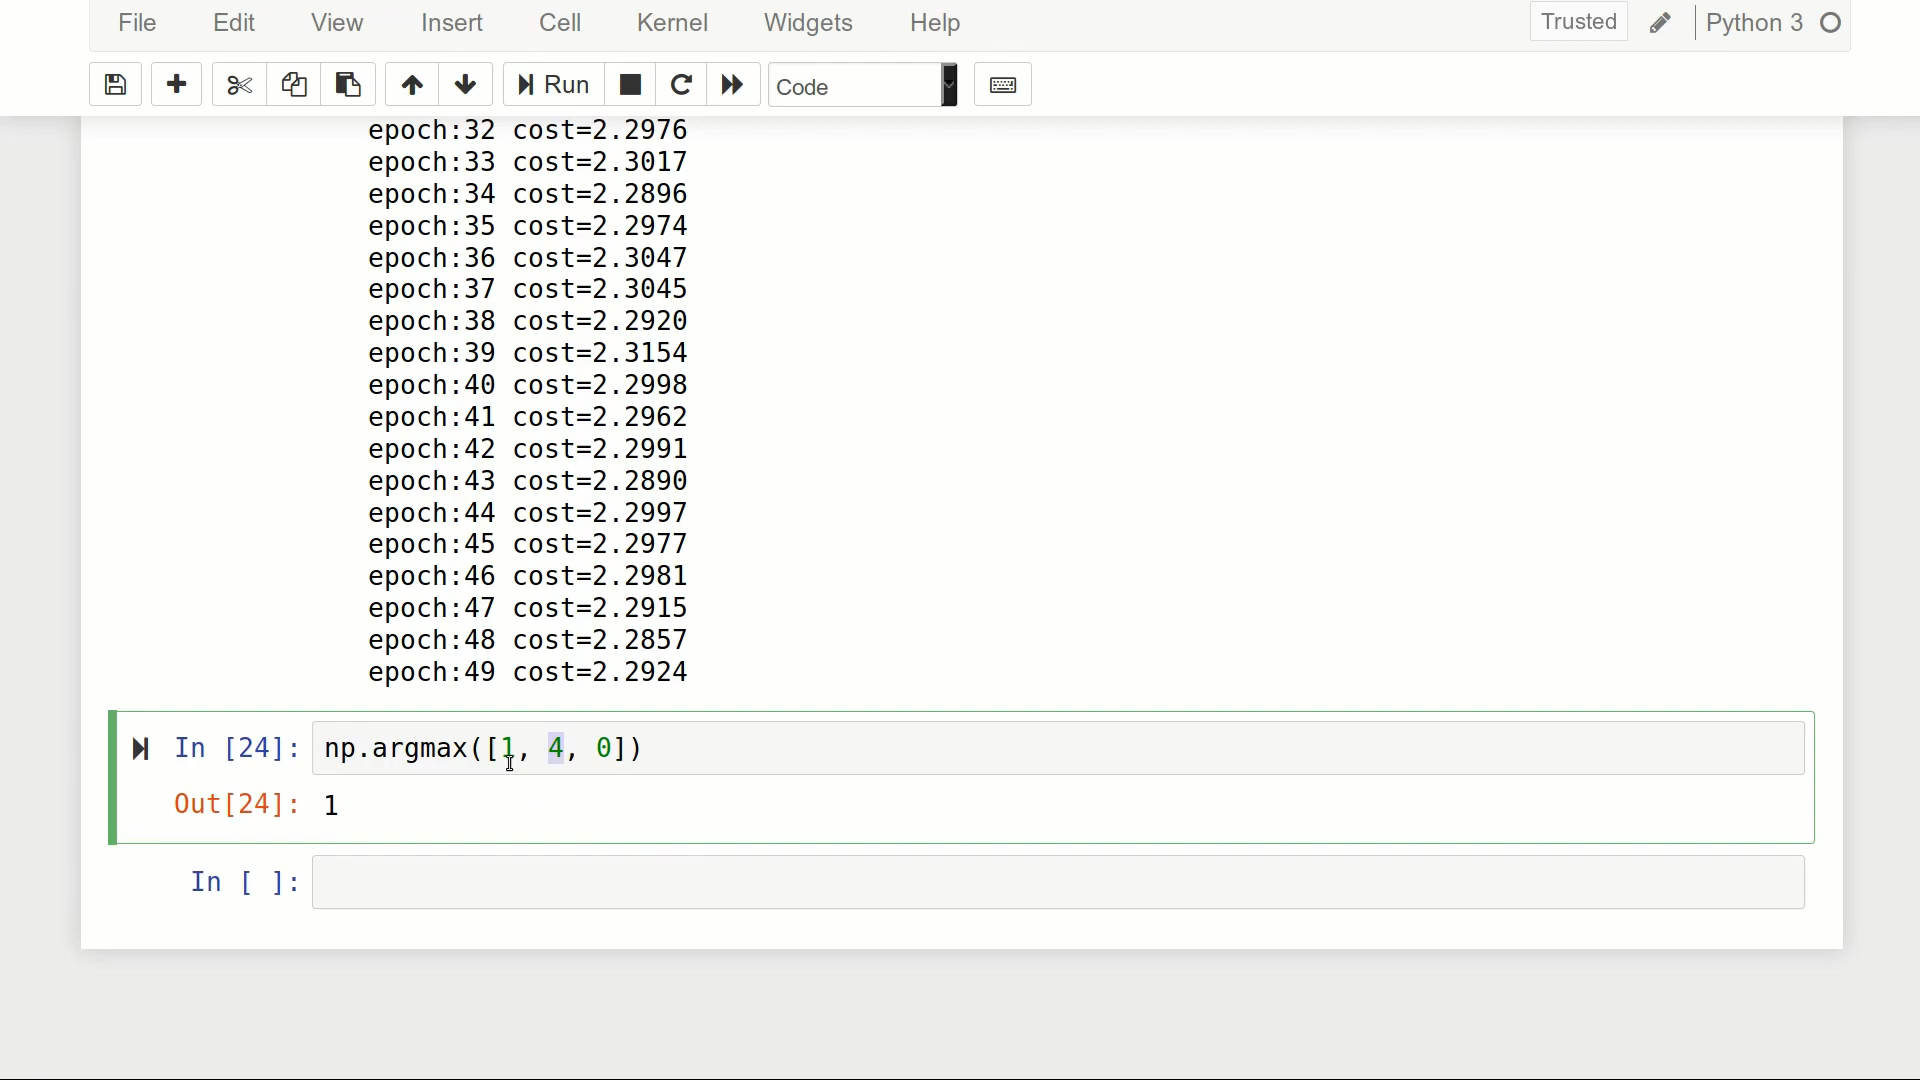 File Edit View Insert Cell Kernel Widgets Help Trusted Python 3
Run Code
epoch:32 cost=2.2976
epoch:33 cost=2.3017
epoch:34 cost=2.2896
epoch:35 cost=2.2974
epoch:36 cost=2.3047
epoch:37 cost=2.3045
epoch:38 cost=2.2920
epoch:39 cost=2.3154
epoch:40 cost=2.2998
epoch:41 cost=2.2962
epoch:42 cost=2.2991
epoch:43 cost=2.2890
epoch:44 cost=2.2997
epoch:45 cost=2.2977
epoch:46 cost=2.2981
epoch:47 cost=2.2915
epoch:48 cost=2.2857
epoch:49 cost=2.2924
In [24]: np.argmax([1, 4, 0])
Out[24]: 1
In [ ]: